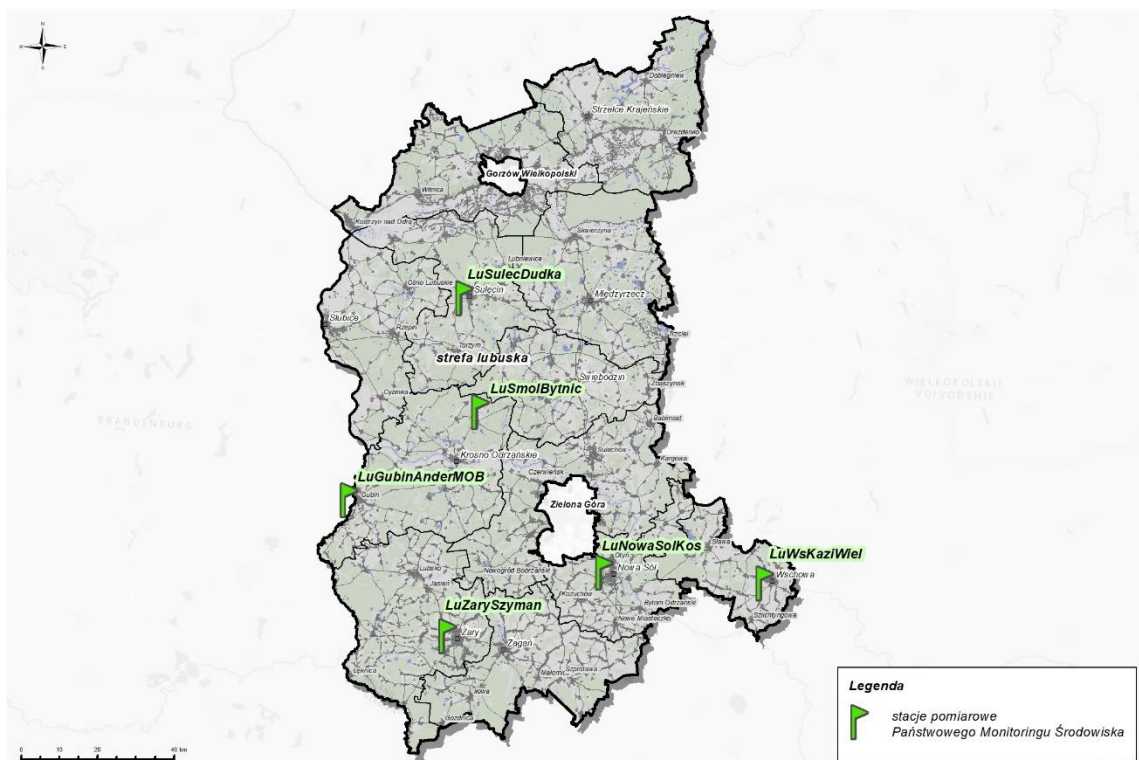 N
W E
S
Dobiegniew
Strzelce Krajeńskie
Drezdenko
Gorzów Wielkopolski
Witnica
Kostrzyn nad Odrą
Skwierzyna
Lubniewice
LuSulecDudka
Ośno Lubuskie
Sulęcin
Międzyrzecz
Słubice
Rzepin
Trzciel
Torzym
strefa lubuska
Świebodzin
Zbąszynek
LuSmolBytnic
Cybinka
WIELKOPOLSKIE
VOIVODSHIP
BRANDENBURG
Babimost
Krosno Odrzańskie
Sulechów
Czerwieńsk
Kargowa
LuGubinAnderMOB
Gubin
Zielona Góra
Sława
LuNowaSolKos
LuWsKaziWiel
Otyń
Nowa Sól
Wschowa
Lubsko
Nowogród Bobrzański
Jasień
Kożuchów
Bytom Odrzański
Szlichtyngowa
LuZarySzyman
Nowe Miasteczko
Żary
Żagań
Łęknica
Małomice
Szprotawa
Iłowa
Gozdnica
Legenda
stacje pomiarowe
Państwowego Monitoringu Środowiska
0 10 20 40 km